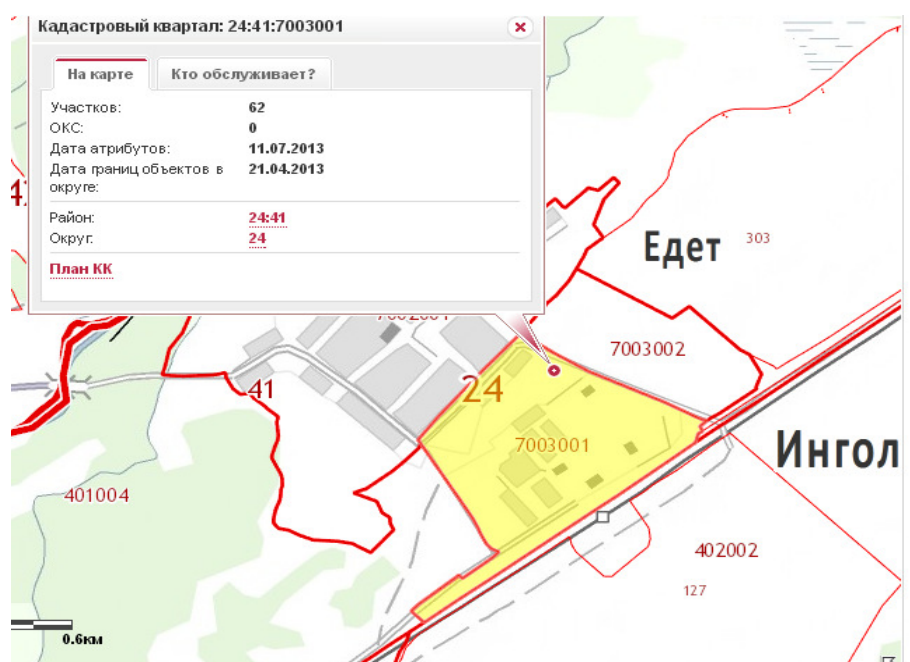 Кадастровый квартал: 24:41:7003001
На карте
Кто обслуживает?
Участков: 62
ОКС: 0
Дата атрибутов: 11.07.2013
Дата границ объектов в округе: 21.04.2013
Район: 24:41
Округ: 24
План КК
Едет
303
7003002
41
24
7003001
Ингол
401004
402002
127
0.6км